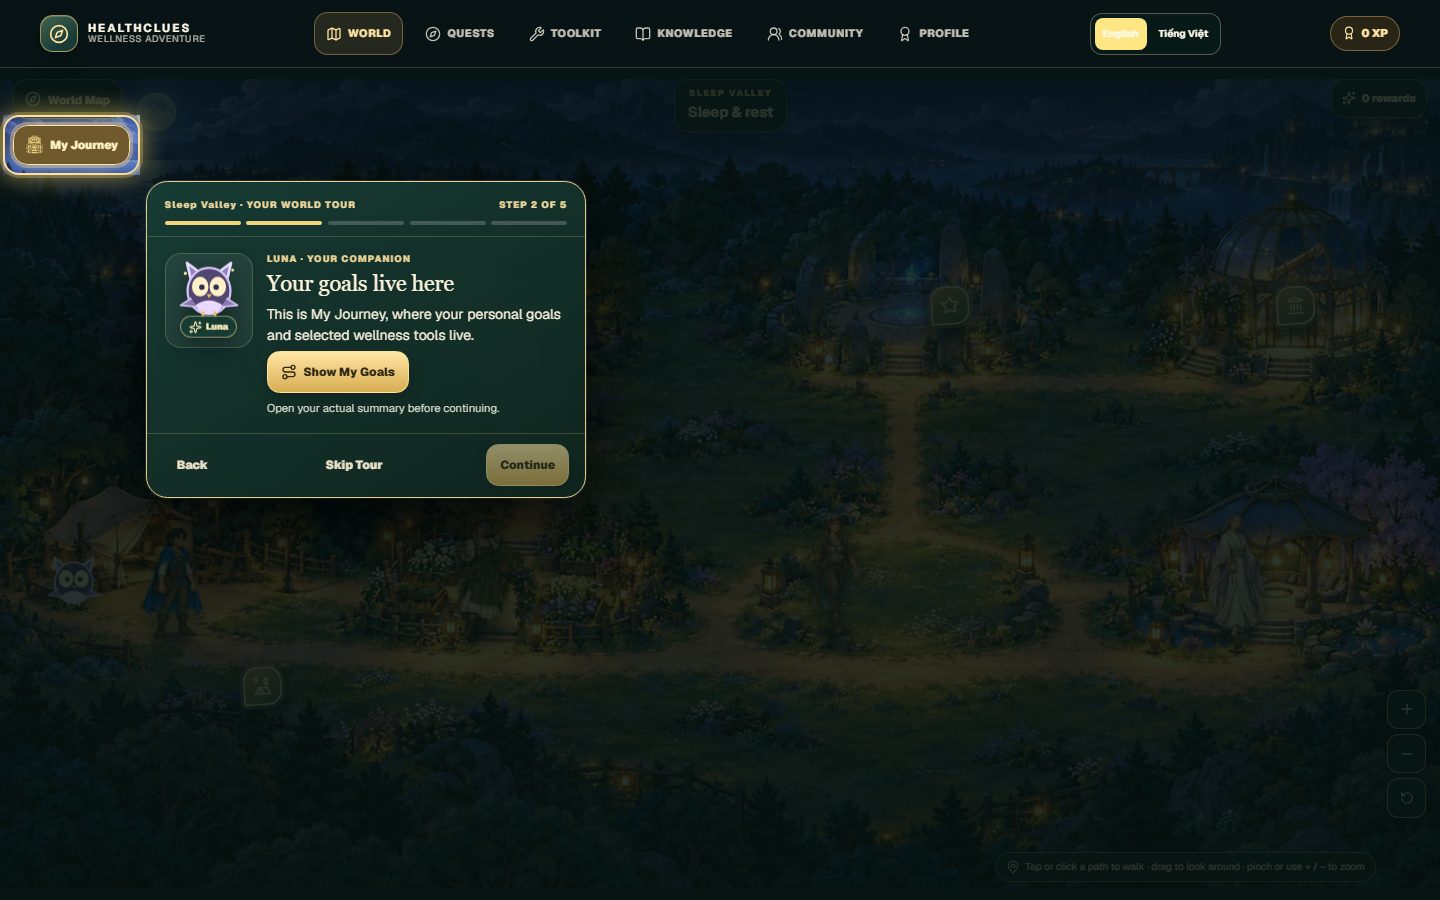 HEALTHCLUES
WELLNESS ADVENTURE
WORLD
QUESTS
TOOLKIT
KNOWLEDGE
COMMUNITY
PROFILE
English
Tiếng Việt
0 XP
World Map
SLEEP VALLEY
Sleep & rest
0 rewards
My Journey
Sleep Valley · YOUR WORLD TOUR
STEP 2 OF 5
LUNA · YOUR COMPANION
Your goals live here
This is My Journey, where your personal goals
and selected wellness tools live.
Luna
Show My Goals
Open your actual summary before continuing.
Back
Skip Tour
Continue
Tap or click a path to walk · drag to look around · pinch or use + / − to zoom